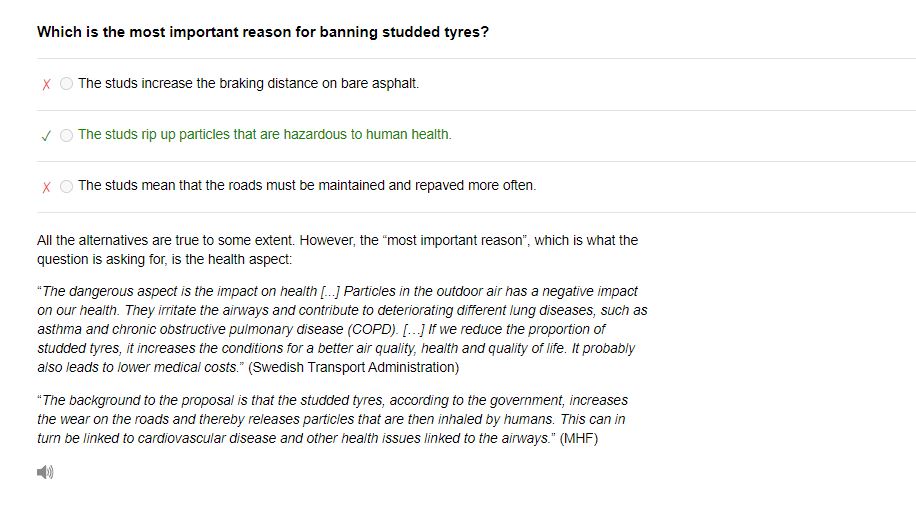 Which is the most important reason for banning studded tyres?
The studs increase the braking distance on bare asphalt.
The studs rip up particles that are hazardous to human health.
The studs mean that the roads must be maintained and repaved more often.
All the alternatives are true to some extent. However, the “most important reason”, which is what the
question is asking for, is the health aspect:
“The dangerous aspect is the impact on health [...] Particles in the outdoor air has a negative impact
on our health. They irritate the airways and contribute to deteriorating different lung diseases, such as
asthma and chronic obstructive pulmonary disease (COPD). […] If we reduce the proportion of
studded tyres, it increases the conditions for a better air quality, health and quality of life. It probably
also leads to lower medical costs.” (Swedish Transport Administration)
“The background to the proposal is that the studded tyres, according to the government, increases
the wear on the roads and thereby releases particles that are then inhaled by humans. This can in
turn be linked to cardiovascular disease and other health issues linked to the airways.” (MHF)